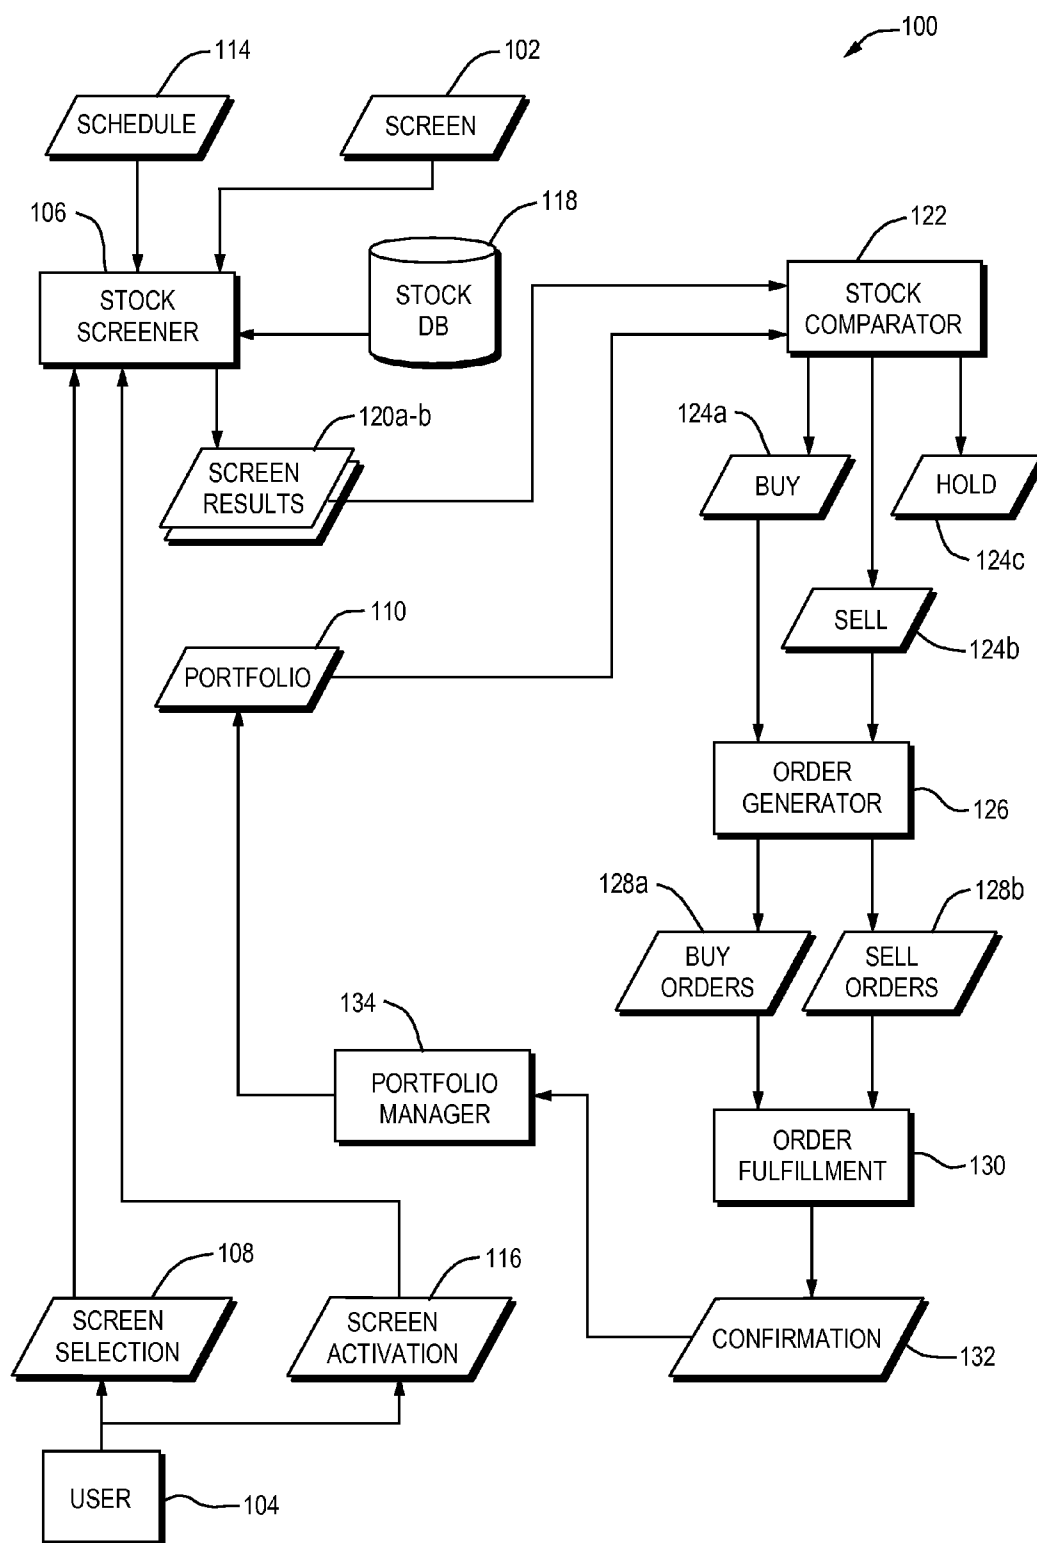 100
114
102
SCHEDULE
SCREEN
106
118
122
STOCK
SCREENER
STOCK
DB
STOCK
COMPARATOR
120a-b
124a
SCREEN
RESULTS
BUY
HOLD
124c
110
SELL
124b
PORTFOLIO
ORDER
GENERATOR
126
128a
128b
BUY
ORDERS
SELL
ORDERS
134
PORTFOLIO
MANAGER
ORDER
FULFILLMENT
130
108
116
SCREEN
SELECTION
SCREEN
ACTIVATION
CONFIRMATION
132
USER
104